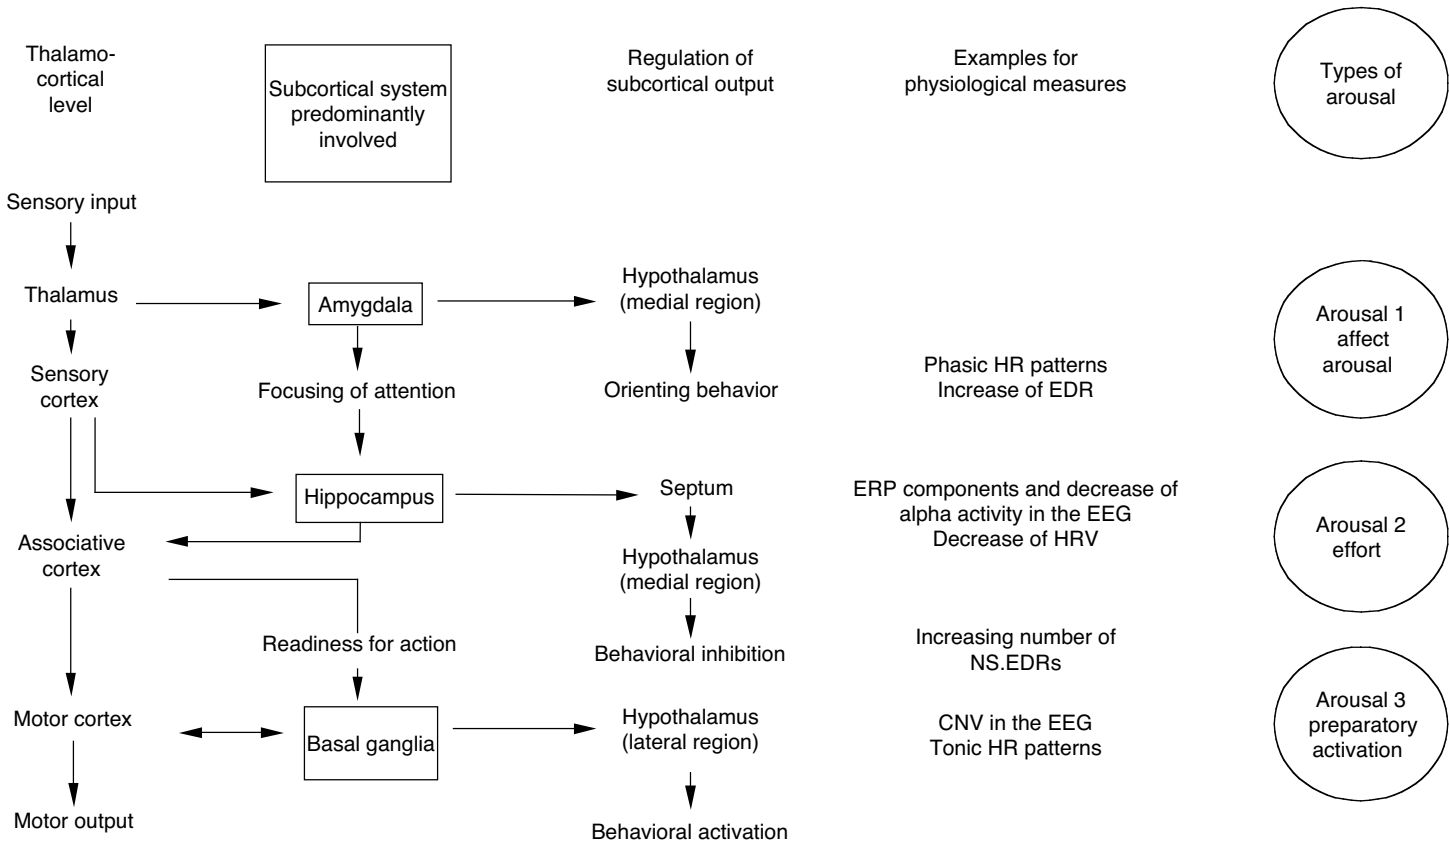 Thalamo-
cortical
level
Subcortical system
predominantly
involved
Regulation of
subcortical output
Examples for
physiological measures
Types of
arousal
Sensory input
Thalamus
Amygdala
Hypothalamus
(medial region)
Arousal 1
affect
arousal
Sensory
cortex
Focusing of attention
Orienting behavior
Phasic HR patterns
Increase of EDR
Hippocampus
Septum
ERP components and decrease of
alpha activity in the EEG
Decrease of HRV
Arousal 2
effort
Associative
cortex
Hypothalamus
(medial region)
Readiness for action
Behavioral inhibition
Increasing number of
NS.EDRs
Motor cortex
Basal ganglia
Hypothalamus
(lateral region)
CNV in the EEG
Tonic HR patterns
Arousal 3
preparatory
activation
Motor output
Behavioral activation